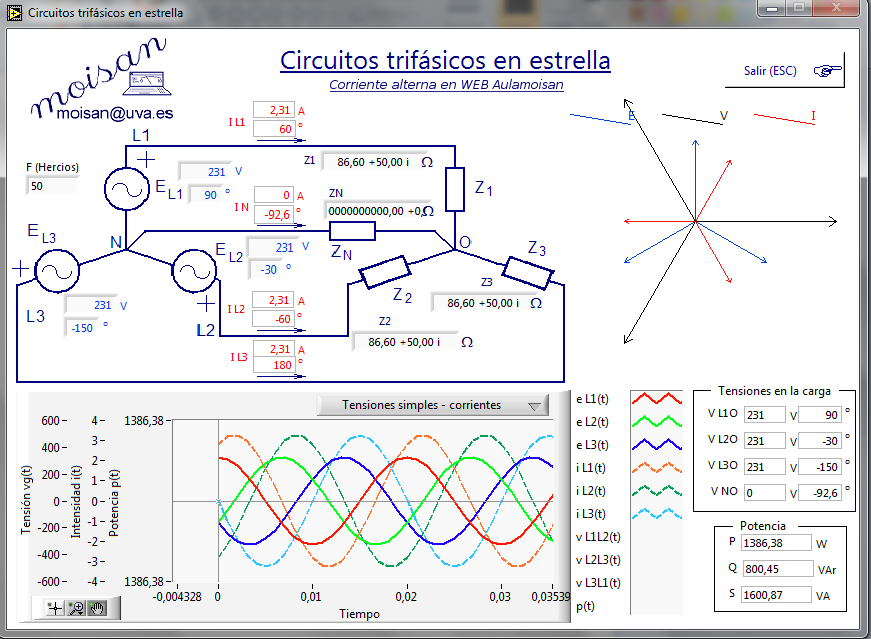 Circuitos trifásicos en estrella
moisan
moisan@uva.es
Circuitos trifásicos en estrella
Corriente alterna en WEB Aulamoisan
Salir (ESC)
E V I
F (Hercios)
50
L1
E L1
231 V
90 °
I L1
2,31 A
60 °
Z1
86,60 +50,00 i Ω
Z 1
I N
0 A
-92,6 °
ZN
0000000000,00 +0,Ω
Z N
N
O
E L3
231 V
-150 °
L3
E L2
231 V
-30 °
L2
I L2
2,31 A
-60 °
Z 2
Z2
86,60 +50,00 i Ω
Z 3
Z3
86,60 +50,00 i Ω
I L3
2,31 A
180 °
Tensiones simples - corrientes
Tensión vg(t)
600
400
200
0
-200
-400
-600
Intensidad i(t)
4
3
2
1
0
-1
-2
-3
-4
Potencia p(t)
1386,38
1386,38
-0,004328 0 0,01 0,02 0,03 0,03539
Tiempo
e L1(t)
e L2(t)
e L3(t)
i L1(t)
i L2(t)
i L3(t)
v L1L2(t)
v L2L3(t)
v L3L1(t)
p(t)
Tensiones en la carga
V L1O 231 V 90 °
V L2O 231 V -30 °
V L3O 231 V -150 °
V NO 0 V -92,6 °
Potencia
P 1386,38 W
Q 800,45 VAr
S 1600,87 VA